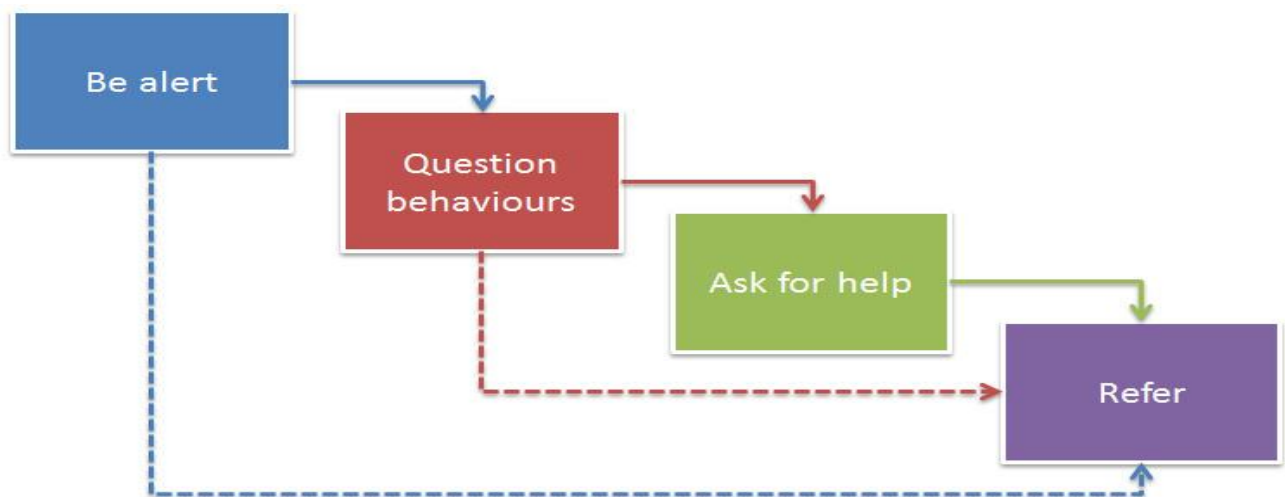 Be alert
Question
behaviours
Ask for help
Refer